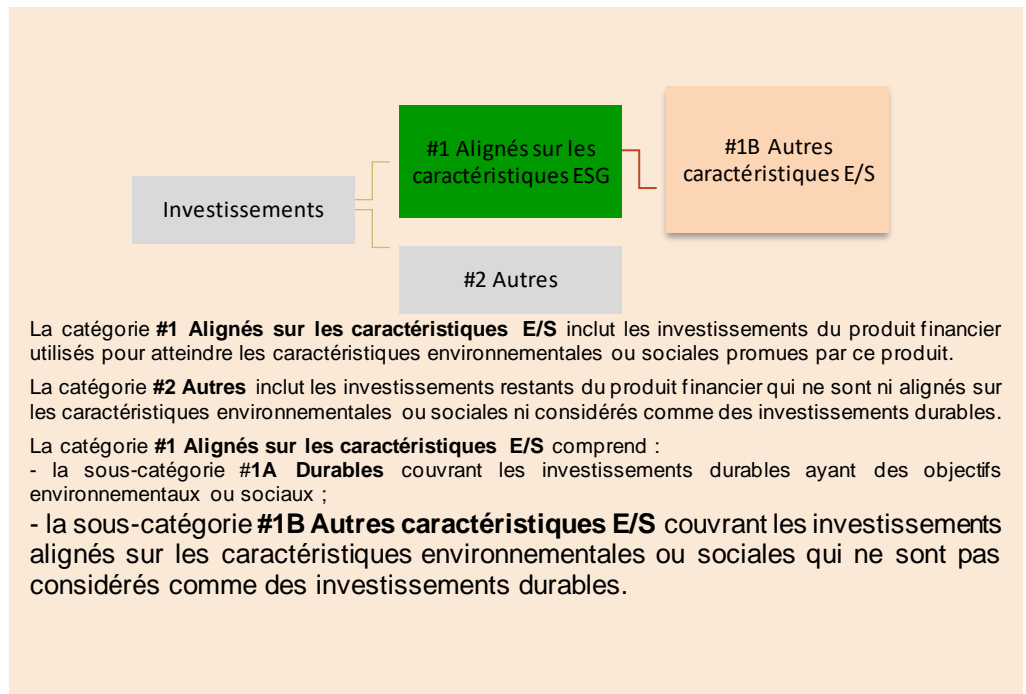 #1 Alignés sur les
caractéristiques ESG
#1B Autres
caractéristiques E/S
Investissements
#2 Autres
La catégorie #1 Alignés sur les caractéristiques E/S inclut les investissements du produit financier
utilisés pour atteindre les caractéristiques environnementales ou sociales promues par ce produit.
La catégorie #2 Autres inclut les investissements restants du produit financier qui ne sont ni alignés sur
les caractéristiques environnementales ou sociales ni considérés comme des investissements durables.
La catégorie #1 Alignés sur les caractéristiques E/S comprend :
- la sous-catégorie #1A Durables couvrant les investissements durables ayant des objectifs
environnementaux ou sociaux ;
- la sous-catégorie #1B Autres caractéristiques E/S couvrant les investissements
alignés sur les caractéristiques environnementales ou sociales qui ne sont pas
considérés comme des investissements durables.